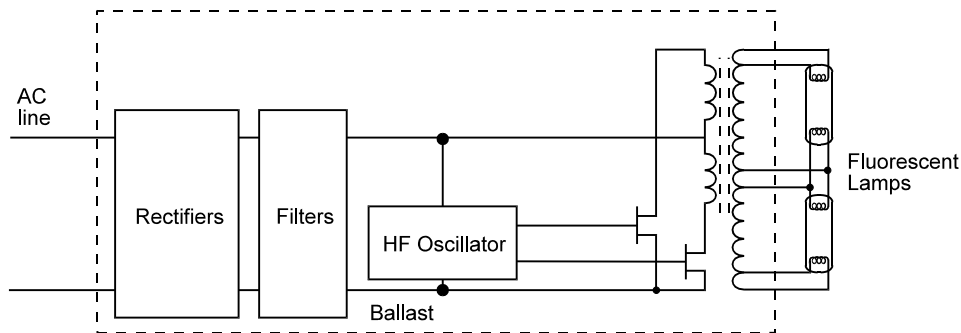 AC
line
Rectifiers
Filters
HF Oscillator
Ballast
Fluorescent
Lamps